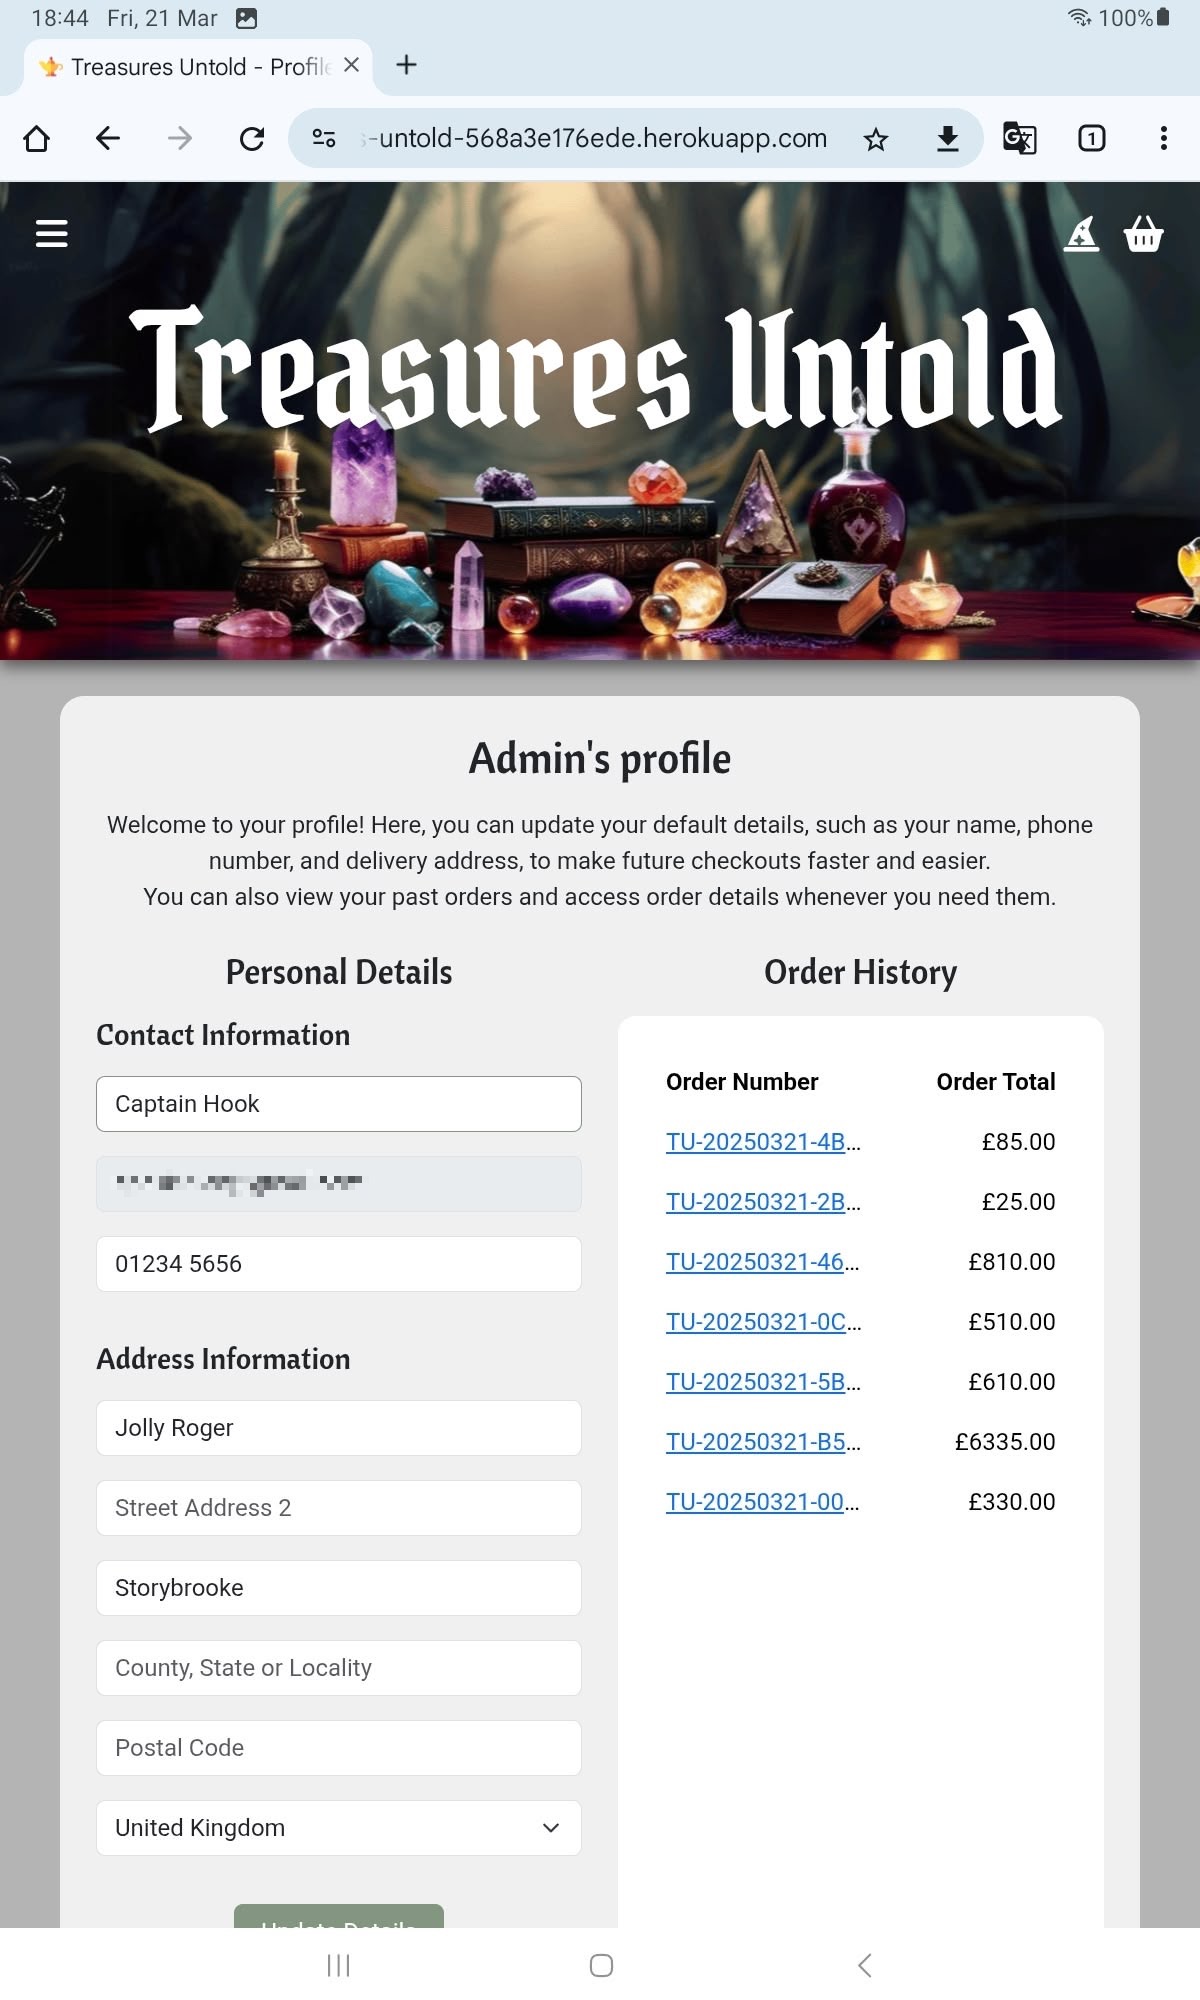 18:44 Fri, 21 Mar 100%
Treasures Untold - Profile
-untold-568a3e176ede.herokuapp.com 1
Treasures Untold
Admin's profile
Welcome to your profile! Here, you can update your default details, such as your name, phone
number, and delivery address, to make future checkouts faster and easier.
You can also view your past orders and access order details whenever you need them.
Personal Details
Contact Information
Captain Hook
01234 5656
Address Information
Jolly Roger
Street Address 2
Storybrooke
County, State or Locality
Postal Code
United Kingdom
Update Details
Order History
Order Number Order Total
TU-20250321-4B... £85.00
TU-20250321-2B... £25.00
TU-20250321-46... £810.00
TU-20250321-0C... £510.00
TU-20250321-5B... £610.00
TU-20250321-B5... £6335.00
TU-20250321-00... £330.00